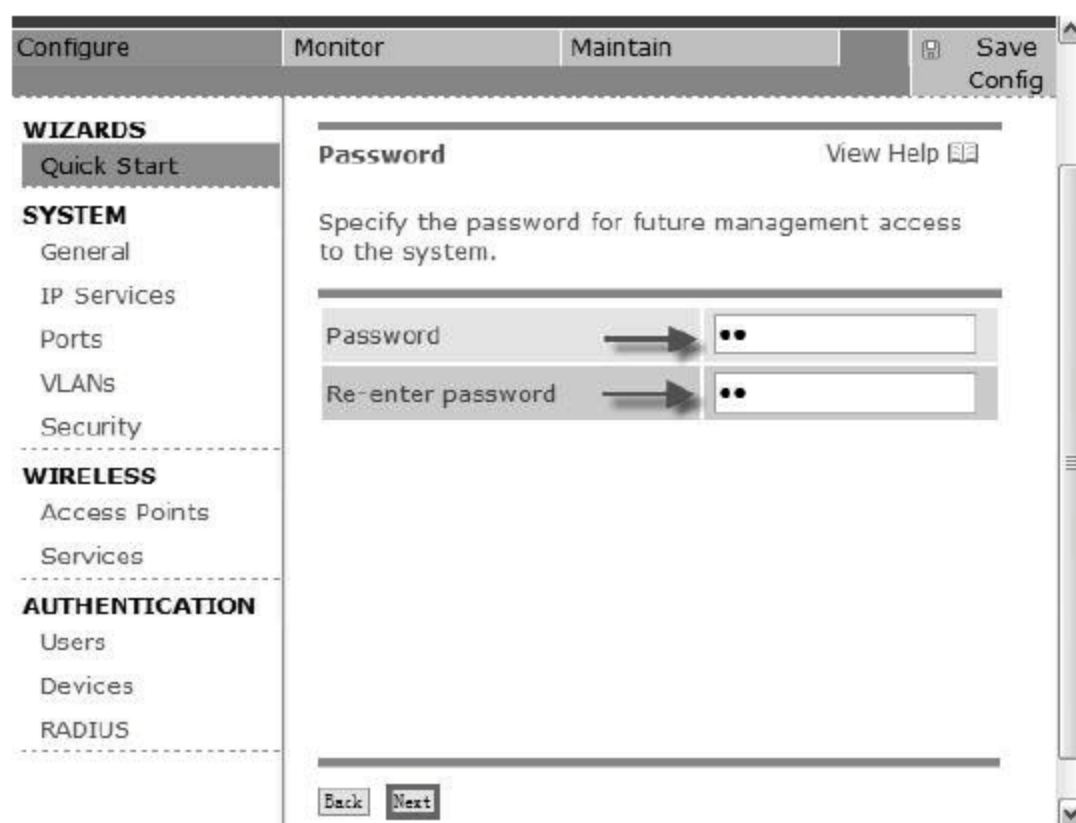 Configure Monitor Maintain Save
Config
WIZARDS
Quick Start
SYSTEM
General
IP Services
Ports
VLANs
Security
WIRELESS
Access Points
Services
AUTHENTICATION
Users
Devices
RADIUS
Password View Help
Specify the password for future management access
to the system.
Password ●●
Re-enter password ●●
Back Next